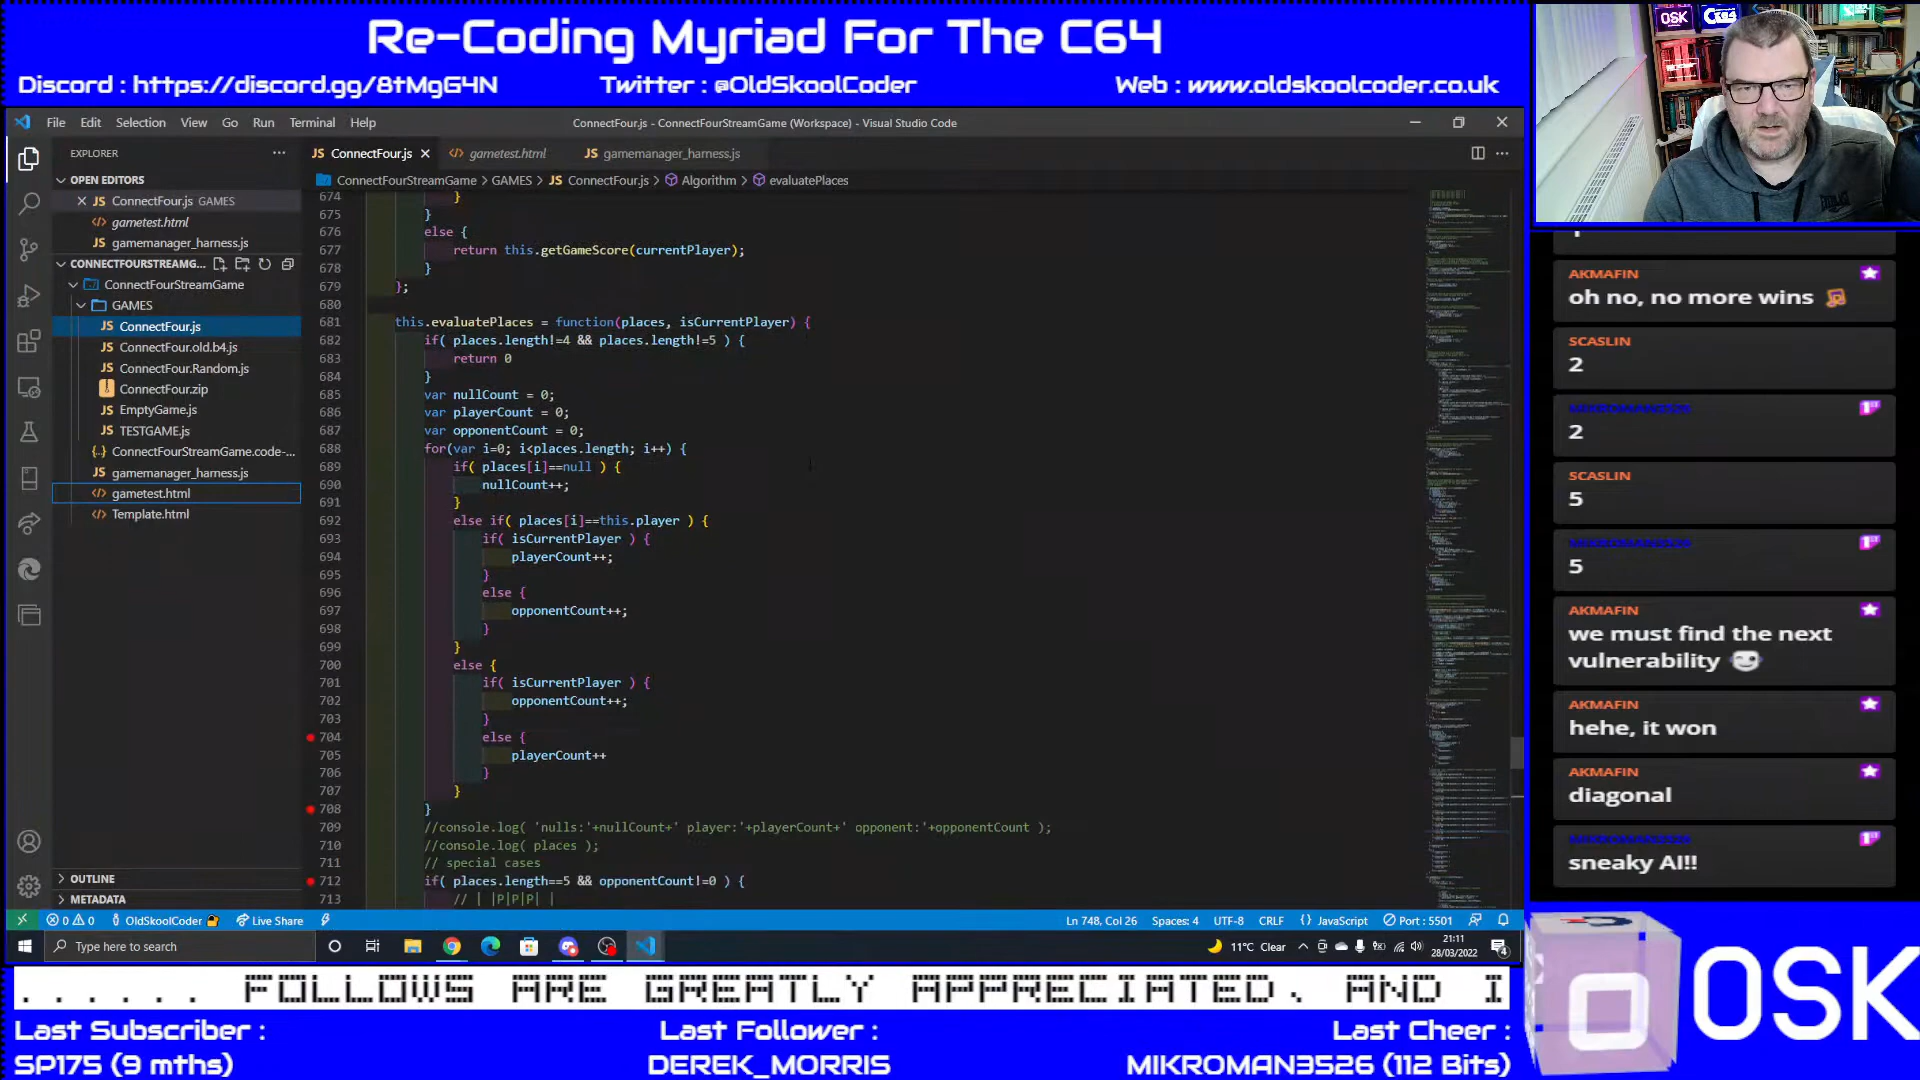 Re-Coding Myriad For The C64
Discord : https://discord.gg/8tMgG4N
Twitter : @OldSkoolCoder
Web : www.oldskoolcoder.co.uk
File Edit Selection View Go Run Terminal Help
ConnectFour.js - ConnectFourStreamGame (Workspace) - Visual Studio Code
EXPLORER
OPEN EDITORS
ConnectFour.js GAMES
gametest.html
gamemanager_harness.js
CONNECTFOURSTREAMG...
ConnectFourStreamGame
GAMES
ConnectFour.js
ConnectFour.old.b4.js
ConnectFour.Random.js
ConnectFour.zip
EmptyGame.js
TESTGAME.js
ConnectFourStreamGame.code-...
gamemanager_harness.js
gametest.html
Template.html
OUTLINE
METADATA
ConnectFour.js
gametest.html
gamemanager_harness.js
ConnectFourStreamGame > GAMES > ConnectFour.js > Algorithm > evaluatePlaces
674 }
675 }
676 else {
677 return this.getGameScore(currentPlayer);
678 }
679 };
680
681 this.evaluatePlaces = function(places, isCurrentPlayer) {
682 if( places.length!=4 && places.length!=5 ) {
683 return 0
684 }
685 var nullCount = 0;
686 var playerCount = 0;
687 var opponentCount = 0;
688 for(var i=0; i<places.length; i++) {
689 if( places[i]==null ) {
690 nullCount++;
691 }
692 else if( places[i]==this.player ) {
693 if( isCurrentPlayer ) {
694 playerCount++;
695 }
696 else {
697 opponentCount++;
698 }
699 }
700 else {
701 if( isCurrentPlayer ) {
702 opponentCount++;
703 }
704 else {
705 playerCount++
706 }
707 }
708 }
709 //console.log( 'nulls:'+nullCount+' player:'+playerCount+' opponent:'+opponentCount );
710 //console.log( places );
711 // special cases
712 if( places.length==5 && opponentCount!=0 ) {
713 // | |P|P|P| |
0 0 OldSkoolCoder Live Share
Ln 748, Col 26 Spaces: 4 UTF-8 CRLF {} JavaScript Port : 5501
Type here to search
11°C Clear
21:11
28/03/2022
4
OSK
AKMAFIN
oh no, no more wins
SCASLIN
2
2
SCASLIN
5
5
AKMAFIN
we must find the next
vulnerability
AKMAFIN
hehe, it won
AKMAFIN
diagonal
sneaky AI!!
OSK
. . . . . . FOLLOWS ARE GREATLY APPRECIATED. AND I
Last Subscriber :
SP175 (9 mths)
Last Follower :
DEREK_MORRIS
Last Cheer :
MIKROMAN3526 (112 Bits)